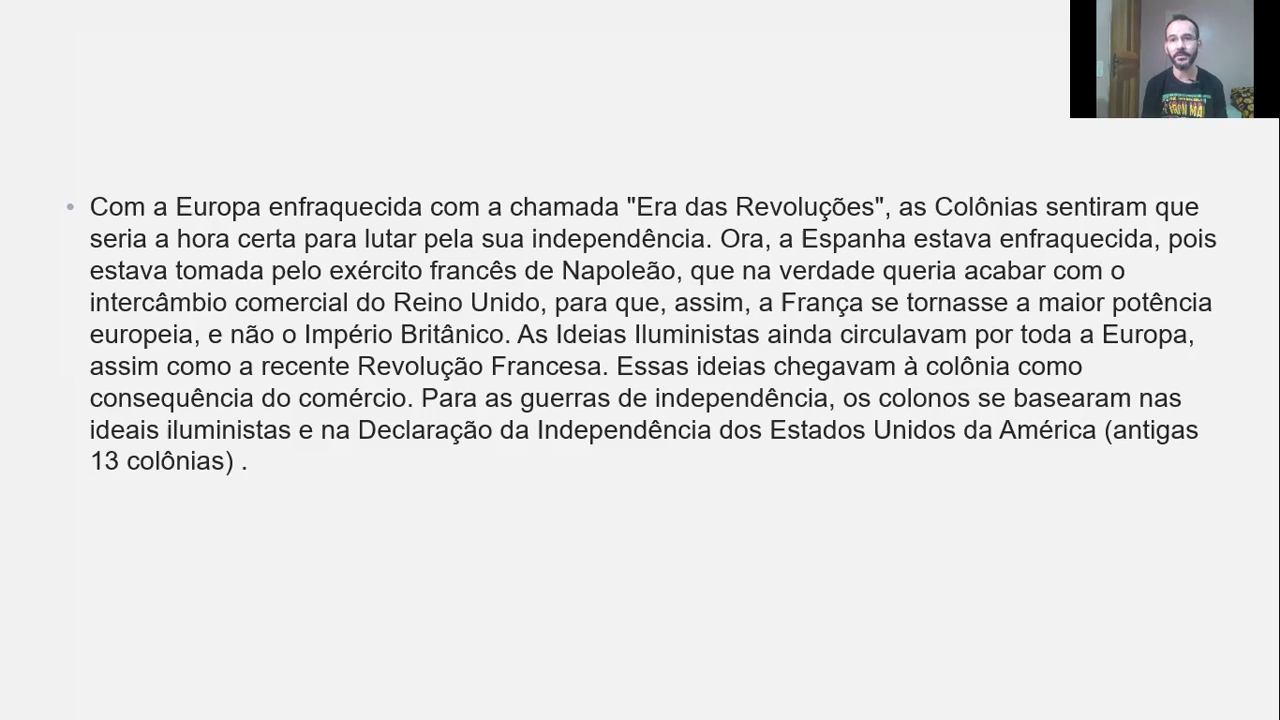 Com a Europa enfraquecida com a chamada "Era das Revoluções", as Colônias sentiram que
seria a hora certa para lutar pela sua independência. Ora, a Espanha estava enfraquecida, pois
estava tomada pelo exército francês de Napoleão, que na verdade queria acabar com o
intercâmbio comercial do Reino Unido, para que, assim, a França se tornasse a maior potência
europeia, e não o Império Britânico. As Ideias Iluministas ainda circulavam por toda a Europa,
assim como a recente Revolução Francesa. Essas ideias chegavam à colônia como
consequência do comércio. Para as guerras de independência, os colonos se basearam nas
ideais iluministas e na Declaração da Independência dos Estados Unidos da América (antigas
13 colônias) .